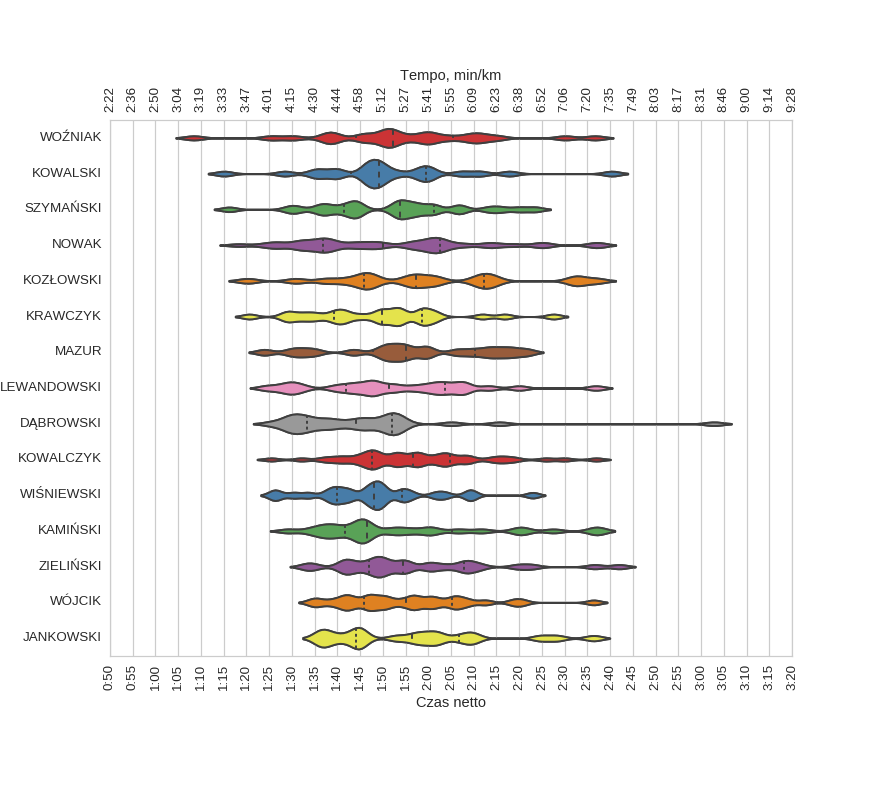 Tempo, min/km
2:22 2:36 2:50 3:04 3:19 3:33 3:47 4:01 4:15 4:30 4:44 4:58 5:12 5:27 5:41 5:55 6:09 6:23 6:38 6:52 7:06 7:20 7:35 7:49 8:03 8:17 8:31 8:46 9:00 9:14 9:28
WOŹNIAK
KOWALSKI
SZYMAŃSKI
NOWAK
KOZŁOWSKI
KRAWCZYK
MAZUR
LEWANDOWSKI
DĄBROWSKI
KOWALCZYK
WIŚNIEWSKI
KAMIŃSKI
ZIELIŃSKI
WÓJCIK
JANKOWSKI
0:50 0:55 1:00 1:05 1:10 1:15 1:20 1:25 1:30 1:35 1:40 1:45 1:50 1:55 2:00 2:05 2:10 2:15 2:20 2:25 2:30 2:35 2:40 2:45 2:50 2:55 3:00 3:05 3:10 3:15 3:20
Czas netto